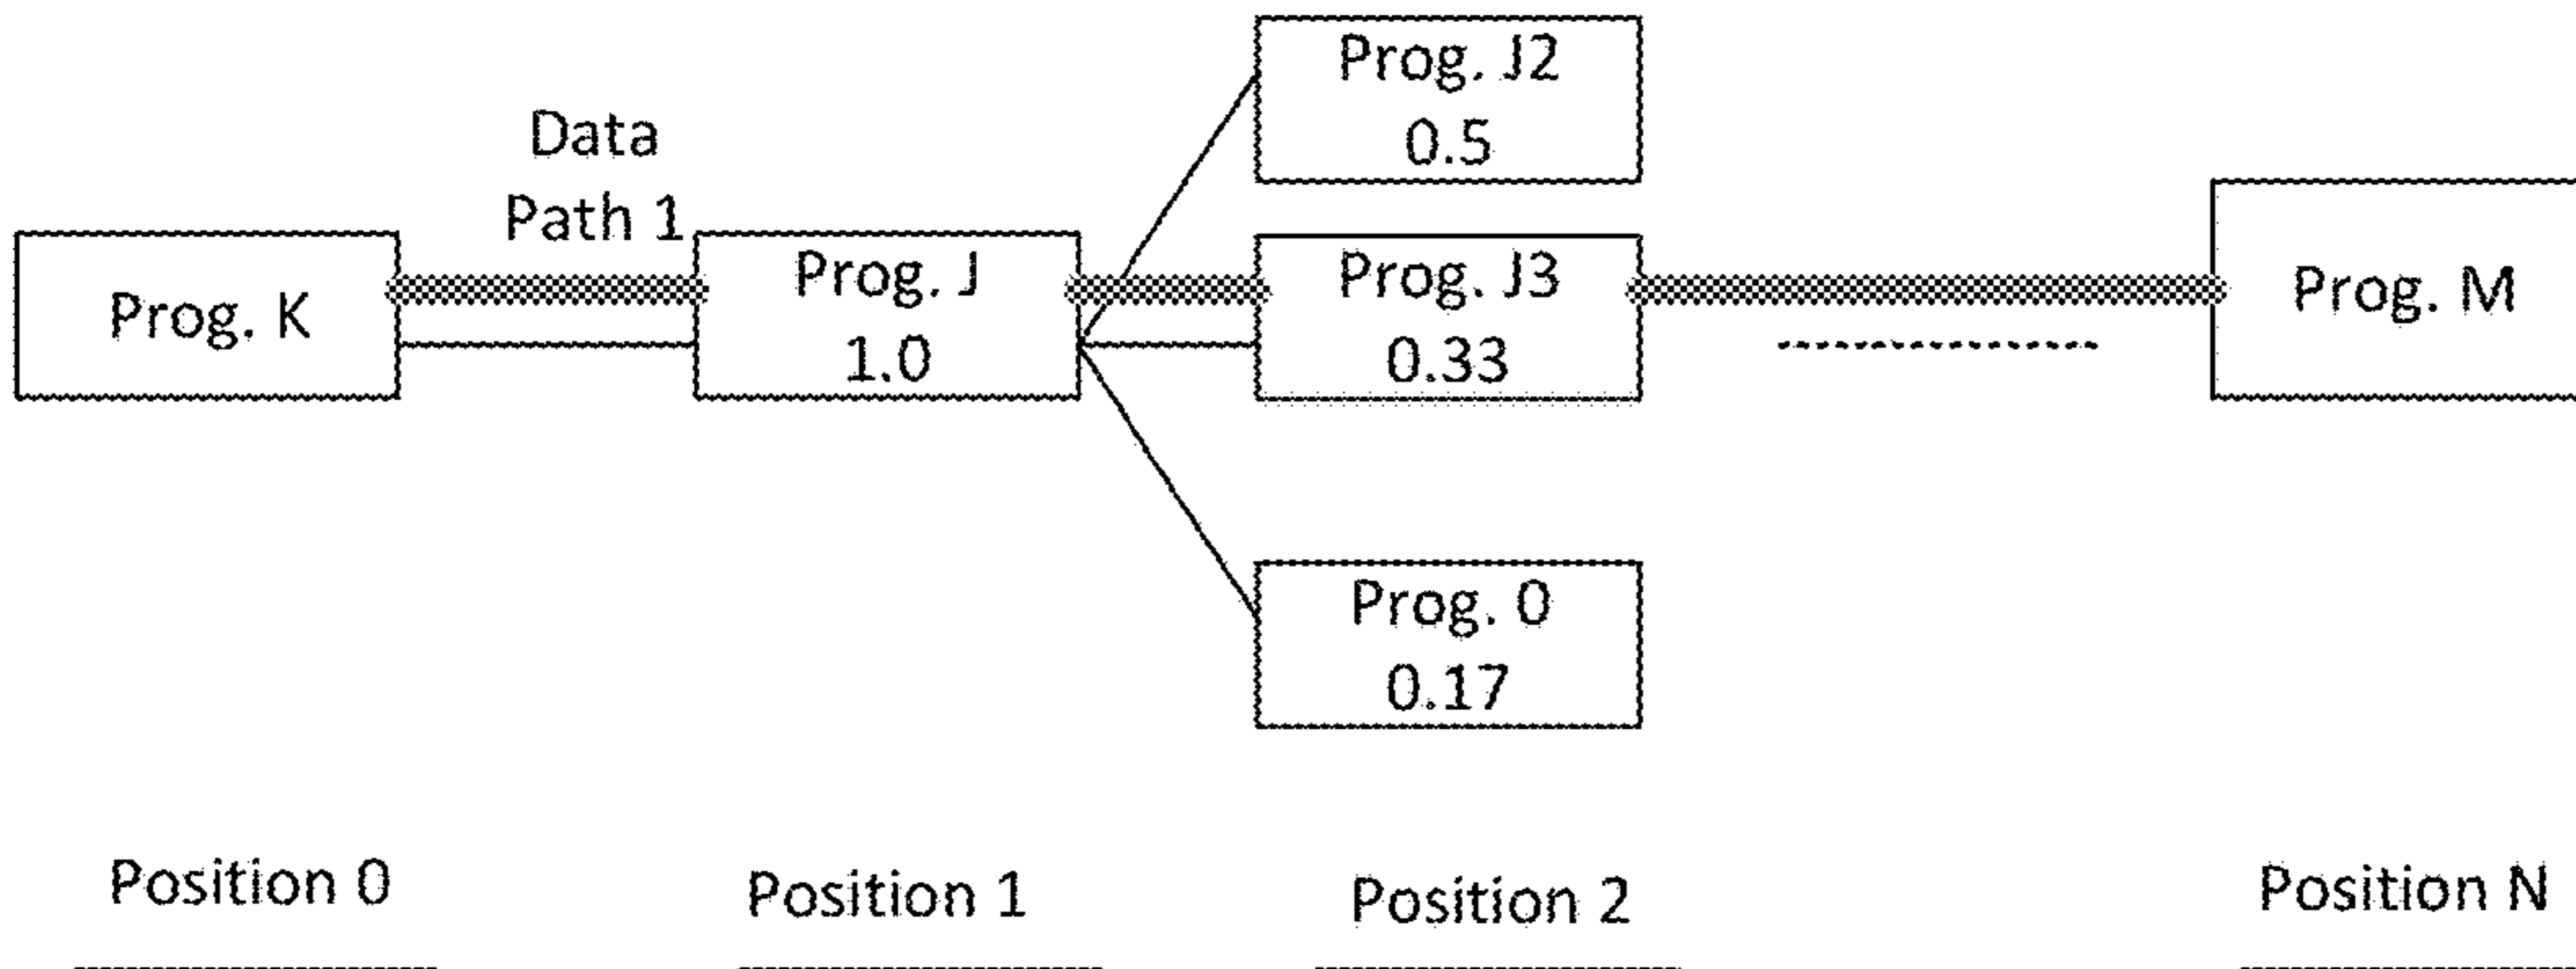 Prog. J2
0.5
Data
Path 1
Prog. K
Prog. J
1.0
Prog. J3
0.33
Prog. M
Prog. 0
0.17
Position 0
Position 1
Position 2
Position N